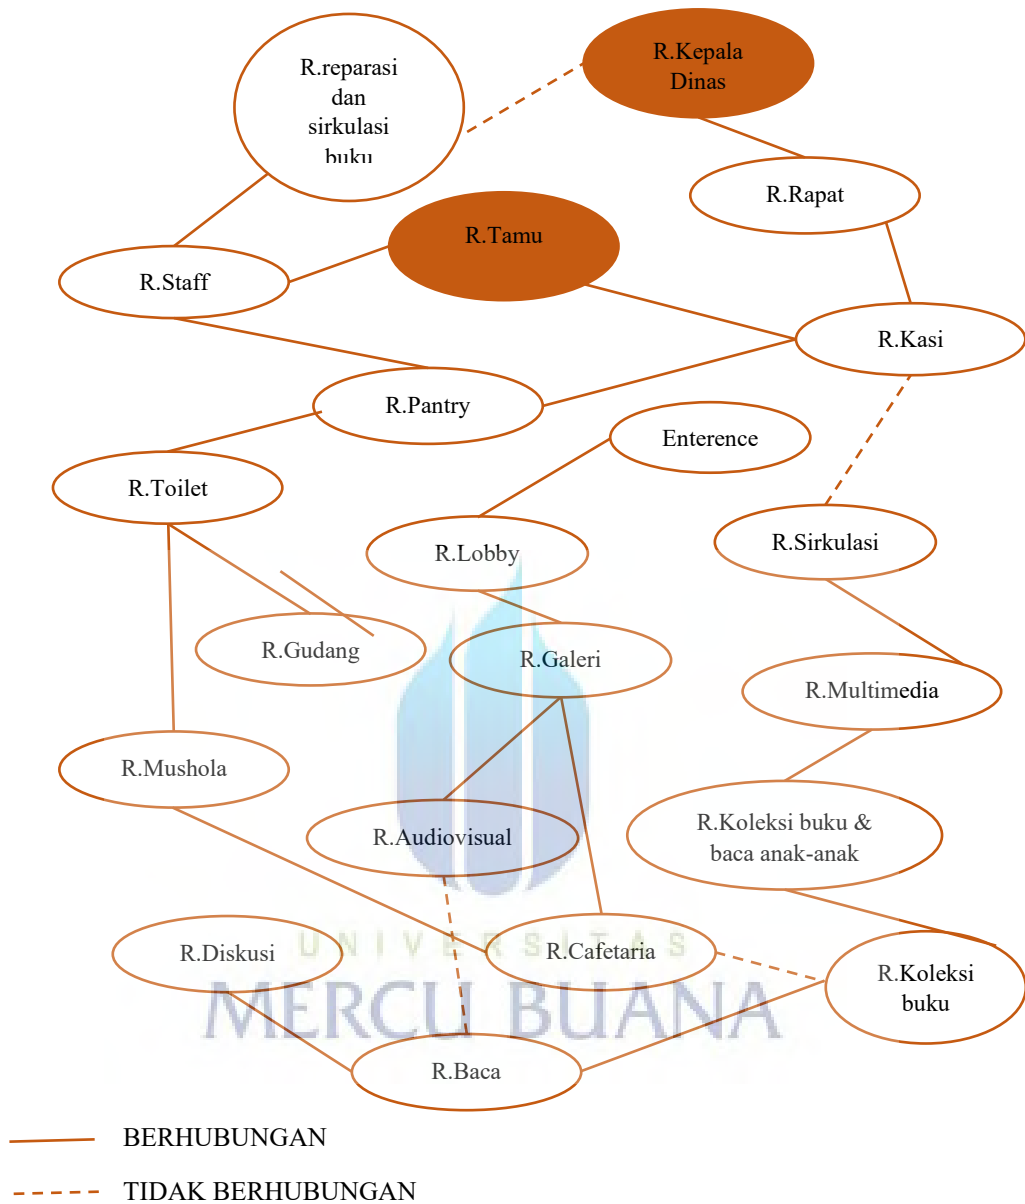 R.reparasi
dan
sirkulasi
buku
R.Kepala
Dinas
R.Rapat
R.Tamu
R.Staff
R.Kasi
R.Pantry
Enterence
R.Toilet
R.Lobby
R.Sirkulasi
R.Gudang
R.Galeri
R.Multimedia
R.Mushola
R.Audiovisual
R.Koleksi buku &
baca anak-anak
R.Diskusi
R.Cafetaria
R.Koleksi
buku
UNIVERSITAS
MERCU BUANA
R.Baca
BERHUBUNGAN
TIDAK BERHUBUNGAN